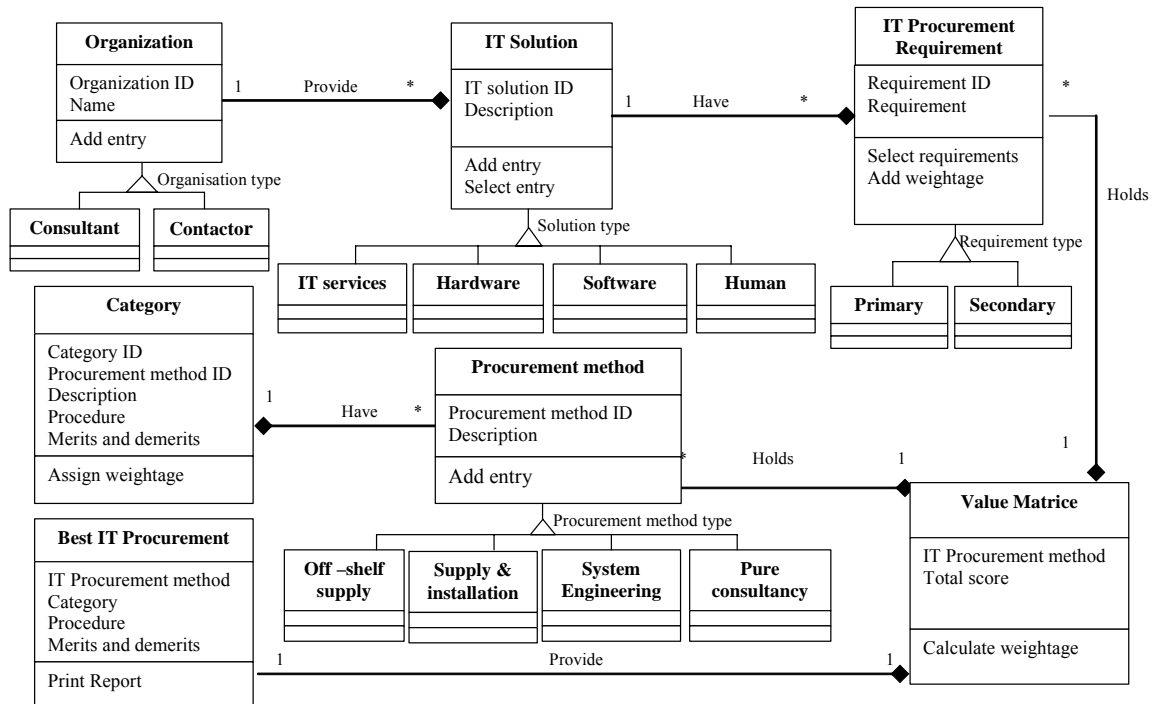 Organization
Organization ID
Name
Add entry
1 Provide *
IT Solution
IT solution ID
Description
Add entry
Select entry
1 Have *
IT Procurement
Requirement
Requirement ID
Requirement
Select requirements
Add weightage
*
Holds
1
Organisation type
Consultant
Contactor
Solution type
IT services
Hardware
Software
Human
Requirement type
Primary
Secondary
Category
Category ID
Procurement method ID
Description
Procedure
Merits and demerits
Assign weightage
1 Have *
Procurement method
Procurement method ID
Description
Add entry
* Holds 1
Procurement method type
Off –shelf
supply
Supply &
installation
System
Engineering
Pure
consultancy
Value Matrice
IT Procurement method
Total score
Calculate weightage
Best IT Procurement
IT Procurement method
Category
Procedure
Merits and demerits
Print Report
1 Provide 1